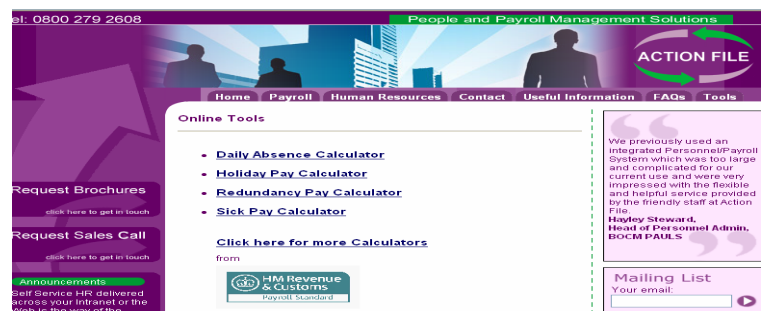 el: 0800 279 2608
People and Payroll Management Solutions
ACTION FILE
Home Payroll Human Resources Contact Useful Information FAQs Tools
Request Brochures
click here to get in touch
Request Sales Call
click here to get in touch
Announcements
Self Service HR delivered
across your Intranet or the
Web is the way of the
Online Tools
Daily Absence Calculator
Holiday Pay Calculator
Redundancy Pay Calculator
Sick Pay Calculator
Click here for more Calculators
from
HM Revenue
& Customs
Payroll Standard
We previously used an
integrated Personnel/Payroll
System which was too large
and complicated for our
current use and were very
impressed with the flexible
and helpful service provided
by the friendly staff at Action
File.
Hayley Steward,
Head of Personnel Admin,
BOCM PAULS
Mailing List
Your email: